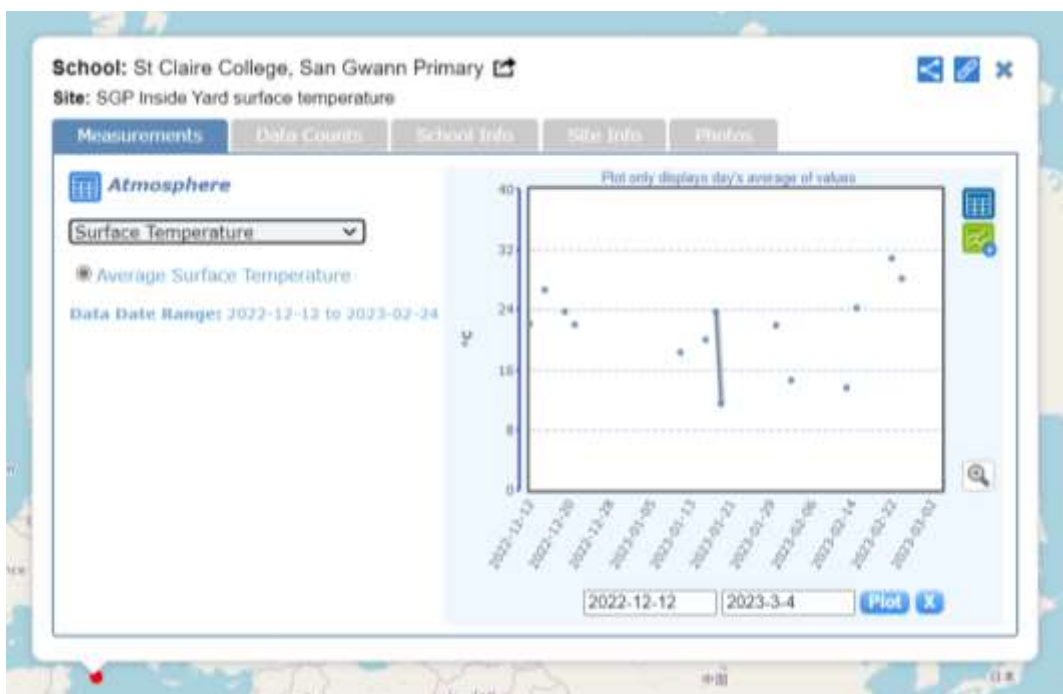 School: St Claire College, San Gwann Primary
Site: SGP Inside Yard surface temperature
Measurements
Data Counts
School Info
Site Info
Photos
Atmosphere
Surface Temperature
Average Surface Temperature
Data Date Range: 2022-12-12 to 2023-02-24
Plot only displays day's average of values
40
32
24
16
8
0
°C
2022-12-12
2022-12-20
2022-12-28
2023-01-05
2023-01-13
2023-01-21
2023-01-29
2023-02-06
2023-02-14
2023-02-22
2023-03-02
2022-12-12
2023-3-4
Plot
X
中国
日本